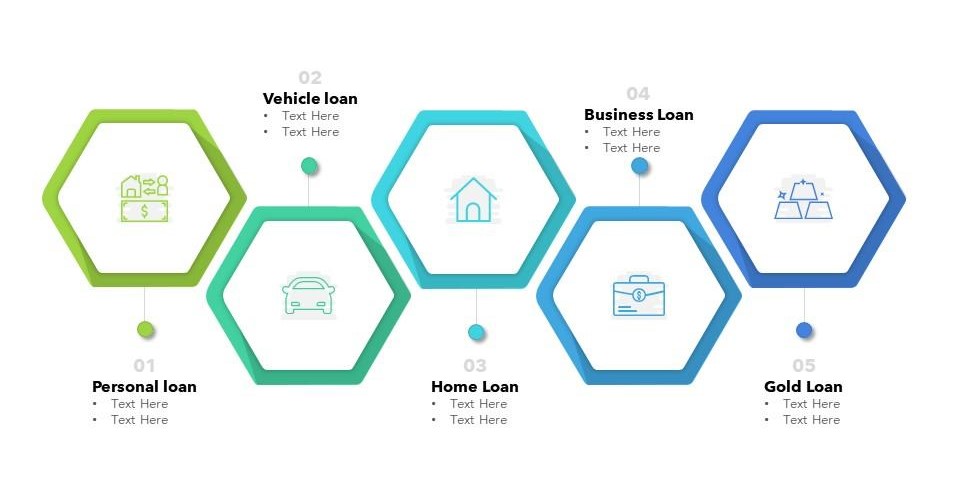 01
Personal loan
• Text Here
• Text Here
02
Vehicle loan
• Text Here
• Text Here
03
Home Loan
• Text Here
• Text Here
04
Business Loan
• Text Here
• Text Here
05
Gold Loan
• Text Here
• Text Here
$
$